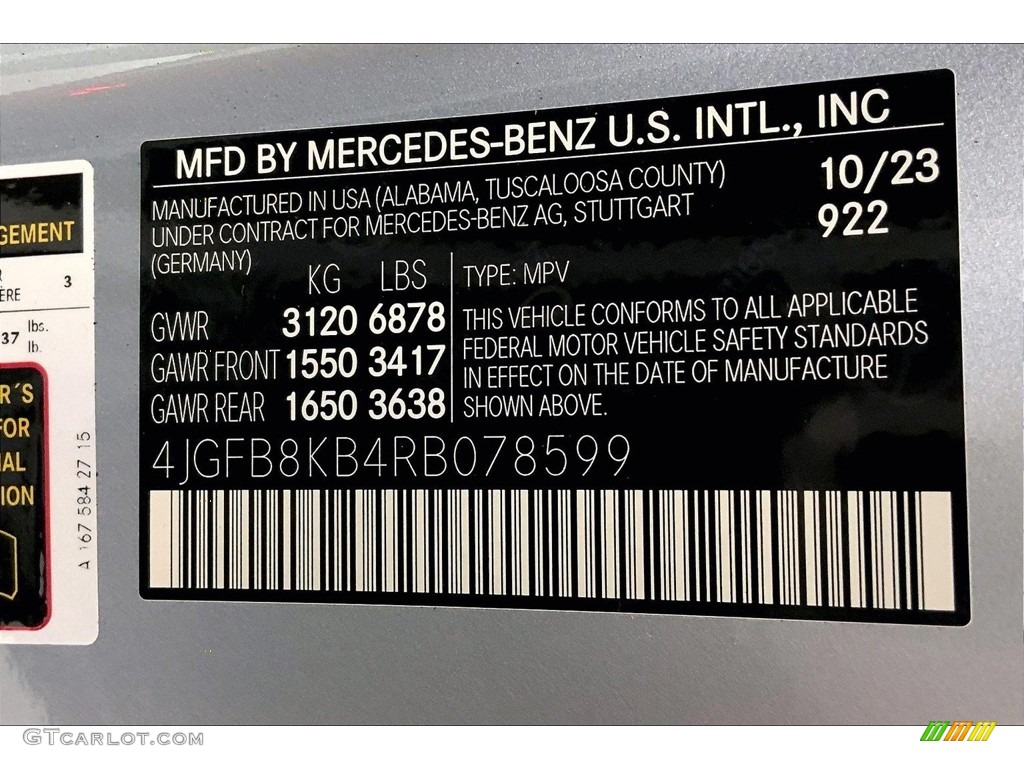 MFD BY MERCEDES-BENZ U.S. INTL., INC
MANUFACTURED IN USA (ALABAMA, TUSCALOOSA COUNTY)
UNDER CONTRACT FOR MERCEDES-BENZ AG, STUTTGART
(GERMANY)
10/23
922
KG LBS
GVWR 3120 6878
GAWR FRONT 1550 3417
GAWR REAR 1650 3638
TYPE: MPV
THIS VEHICLE CONFORMS TO ALL APPLICABLE
FEDERAL MOTOR VEHICLE SAFETY STANDARDS
IN EFFECT ON THE DATE OF MANUFACTURE
SHOWN ABOVE.
4JGFB8KB4RB078599
GEMENT
R
ÈRE 3
37 lbs.
lb.
R´S
FOR
IAL
ION
A 167 584 27 15
GTCARLOT.COM